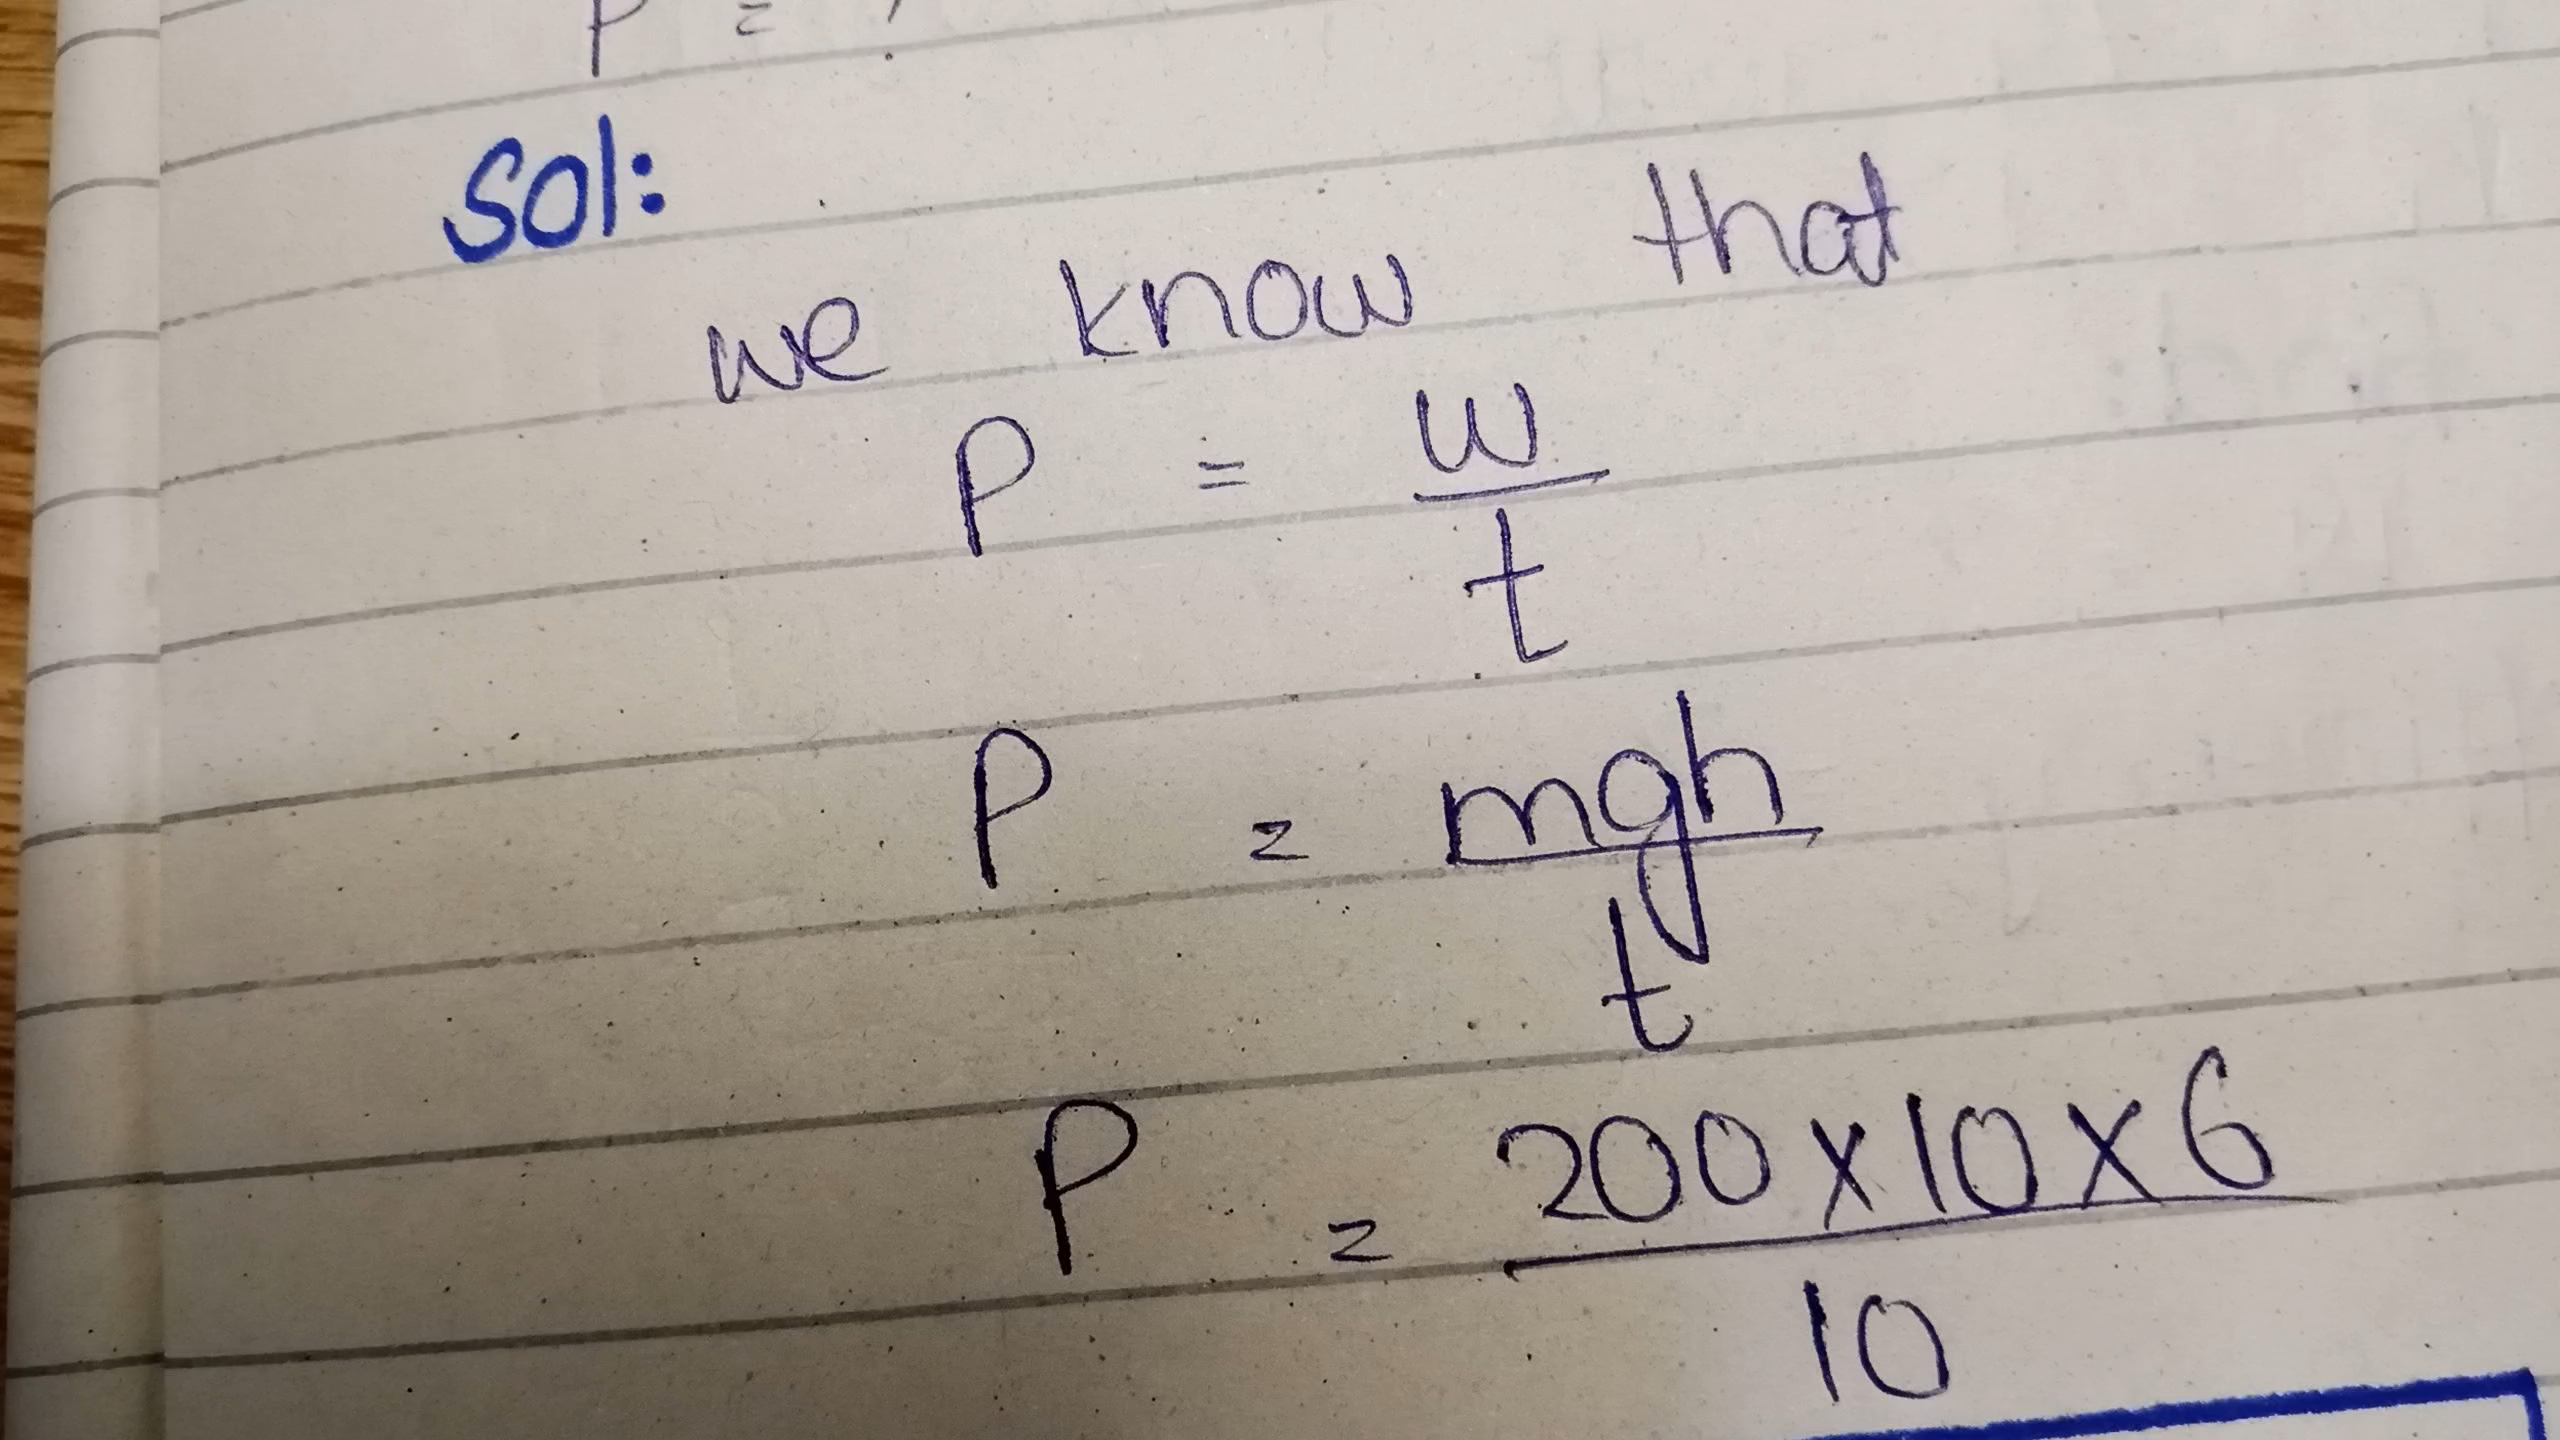 P = ?
Sol:
we know that
P = w/t
P = mgh/t
P = 200 x 10 x 6/10